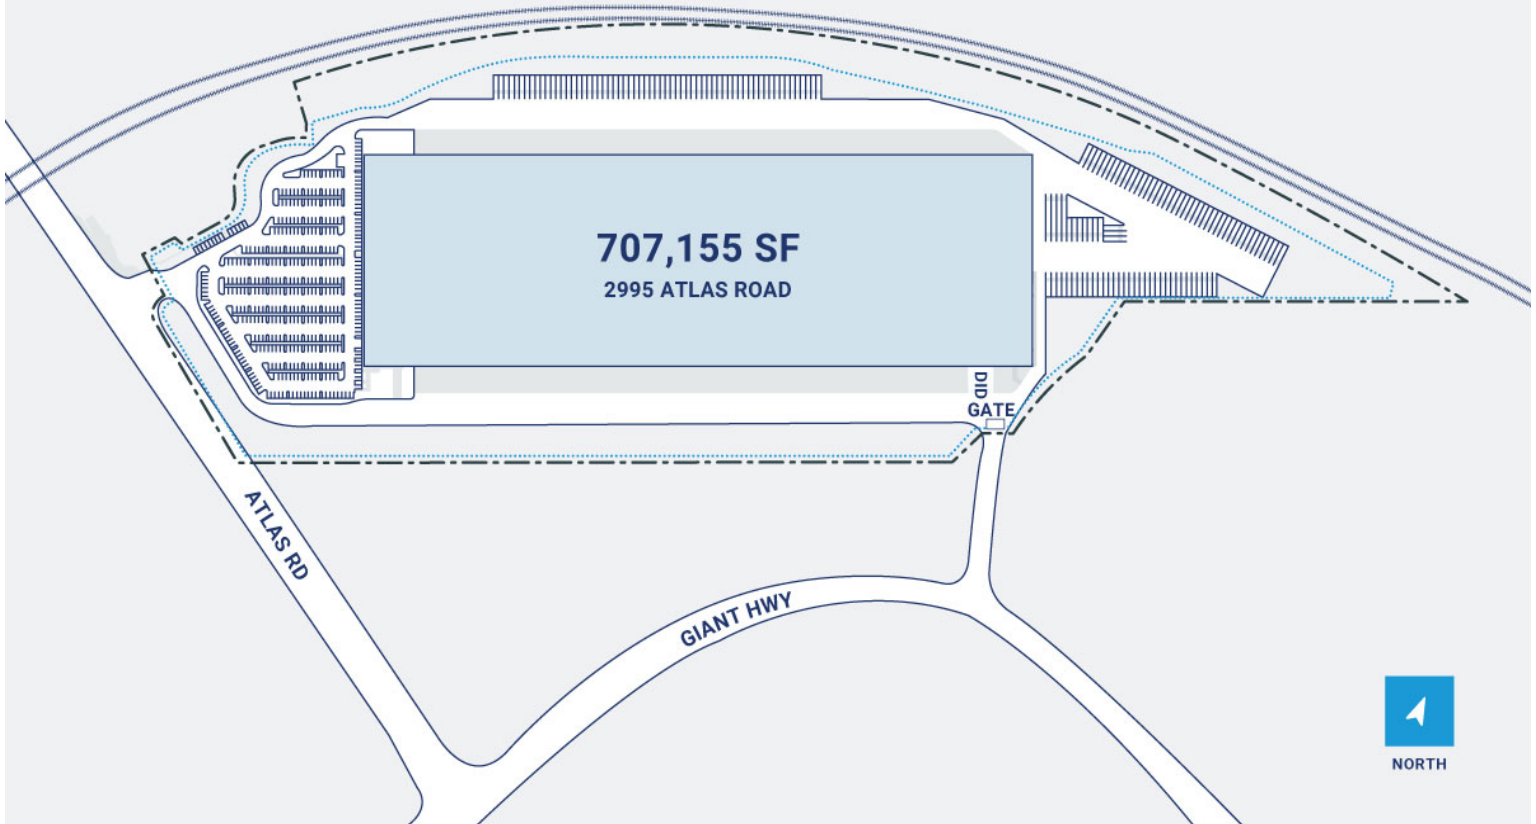 707,155 SF
2995 ATLAS ROAD
DID
GATE
ATLAS RD
GIANT HWY
NORTH